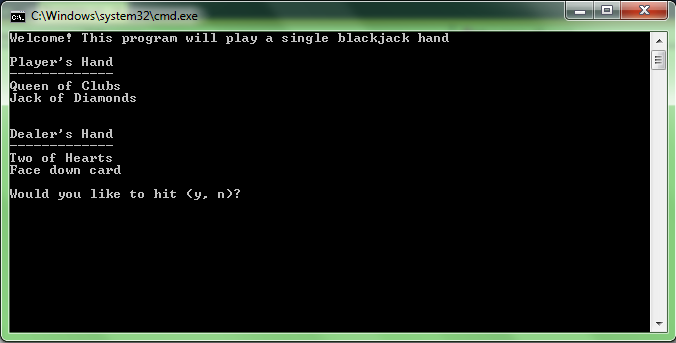 C:\Windows\system32\cmd.exe
Welcome! This program will play a single blackjack hand
Player's Hand
-------------
Queen of Clubs
Jack of Diamonds
Dealer's Hand
-------------
Two of Hearts
Face down card
Would you like to hit (y, n)?